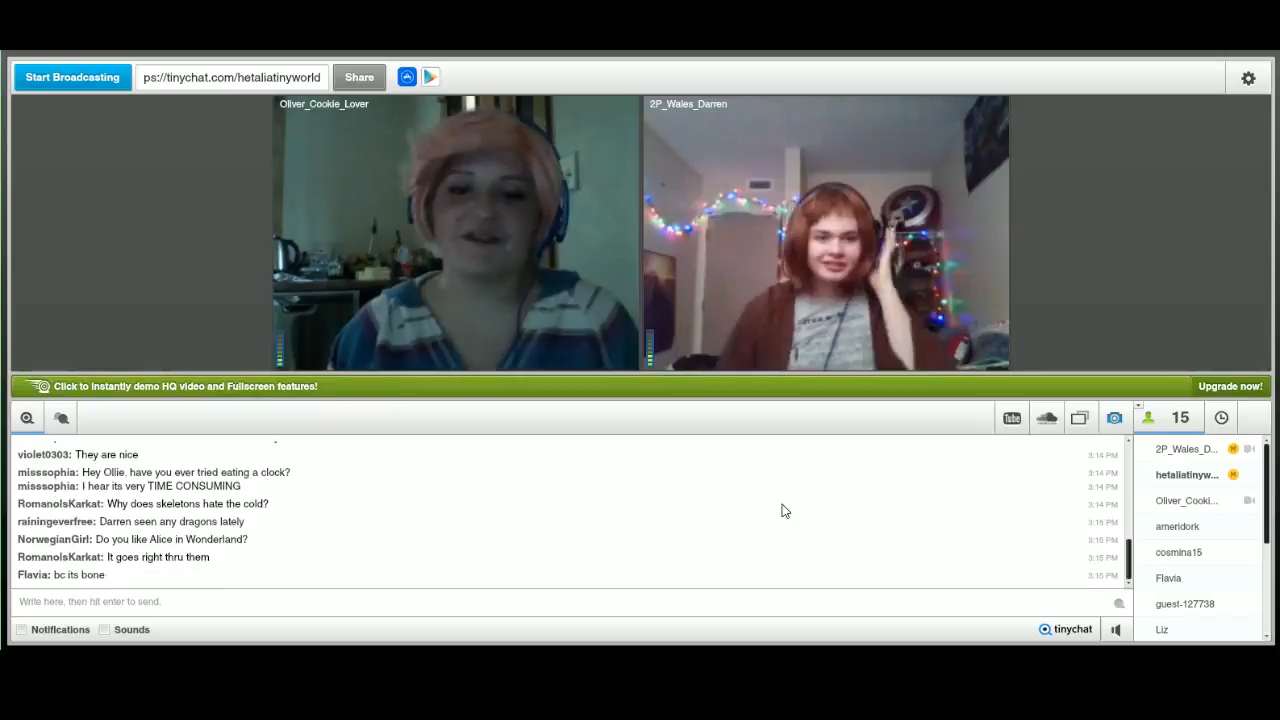 Start Broadcasting
ps://tinychat.com/hetaliatinyworld
Share
Oliver_Cookie_Lover
2P_Wales_Darren
Click to instantly demo HQ video and Fullscreen features!
Upgrade now!
You Tube
15
violet0303: They are nice 3:14 PM
misssophia: Hey Ollie, have you ever tried eating a clock? 3:14 PM
misssophia: I hear its very TIME CONSUMING 3:14 PM
RomanoIsKarkat: Why does skeletons hate the cold? 3:14 PM
rainingeverfree: Darren seen any dragons lately 3:15 PM
NorwegianGirl: Do you like Alice in Wonderland? 3:15 PM
RomanoIsKarkat: It goes right thru them 3:15 PM
Flavia: bc its bone 3:15 PM
2P_Wales_D... M
hetaliatinyw... M
Oliver_Cooki...
ameridork
cosmina15
Flavia
guest-127738
Liz
Write here, then hit enter to send.
Notifications
Sounds
tinychat